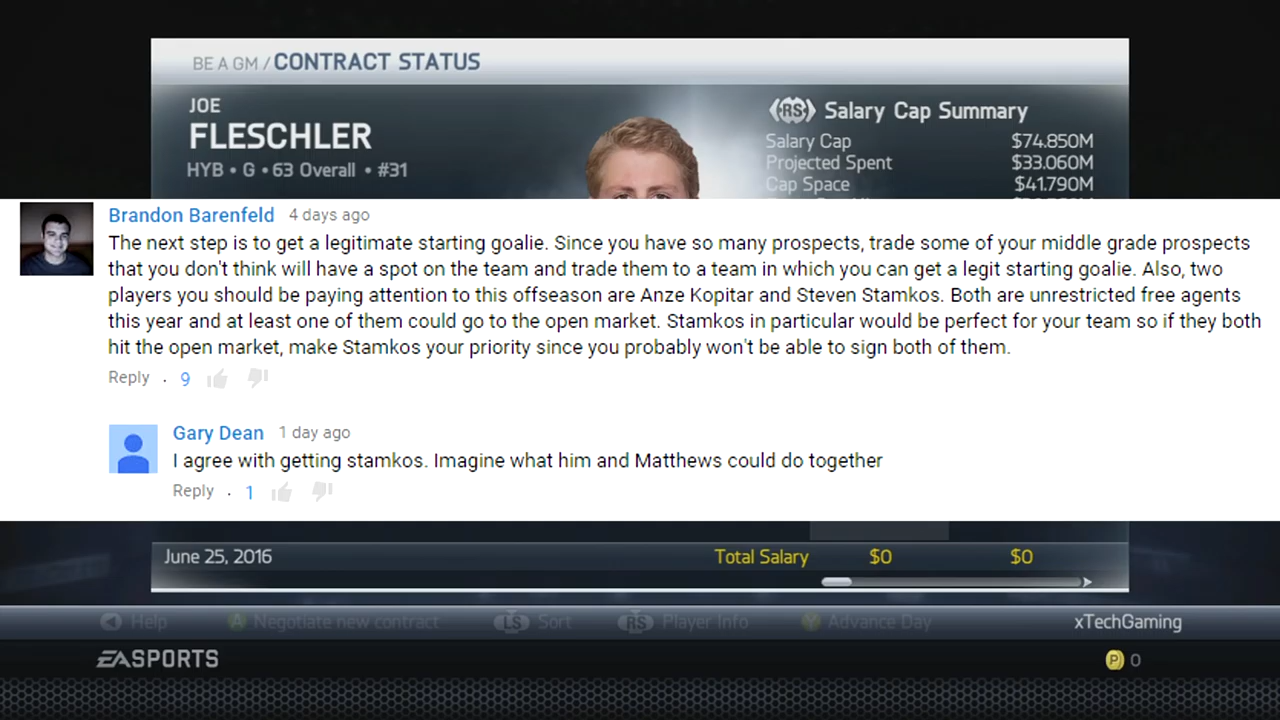 BE A GM / CONTRACT STATUS
JOE
FLESCHLER
HYB • G • 63 Overall • #31
RS Salary Cap Summary
Salary Cap $74.850M
Projected Spent $33.060M
Cap Space $41.790M
Brandon Barenfeld 4 days ago
The next step is to get a legitimate starting goalie. Since you have so many prospects, trade some of your middle grade prospects
that you don't think will have a spot on the team and trade them to a team in which you can get a legit starting goalie. Also, two
players you should be paying attention to this offseason are Anze Kopitar and Steven Stamkos. Both are unrestricted free agents
this year and at least one of them could go to the open market. Stamkos in particular would be perfect for your team so if they both
hit the open market, make Stamkos your priority since you probably won't be able to sign both of them.
Reply · 9
Gary Dean 1 day ago
I agree with getting stamkos. Imagine what him and Matthews could do together
Reply · 1
June 25, 2016 Total Salary $0 $0
Help A Negotiate new contract LS Sort RS Player Info Y Advance Day xTechGaming
EA SPORTS P 0